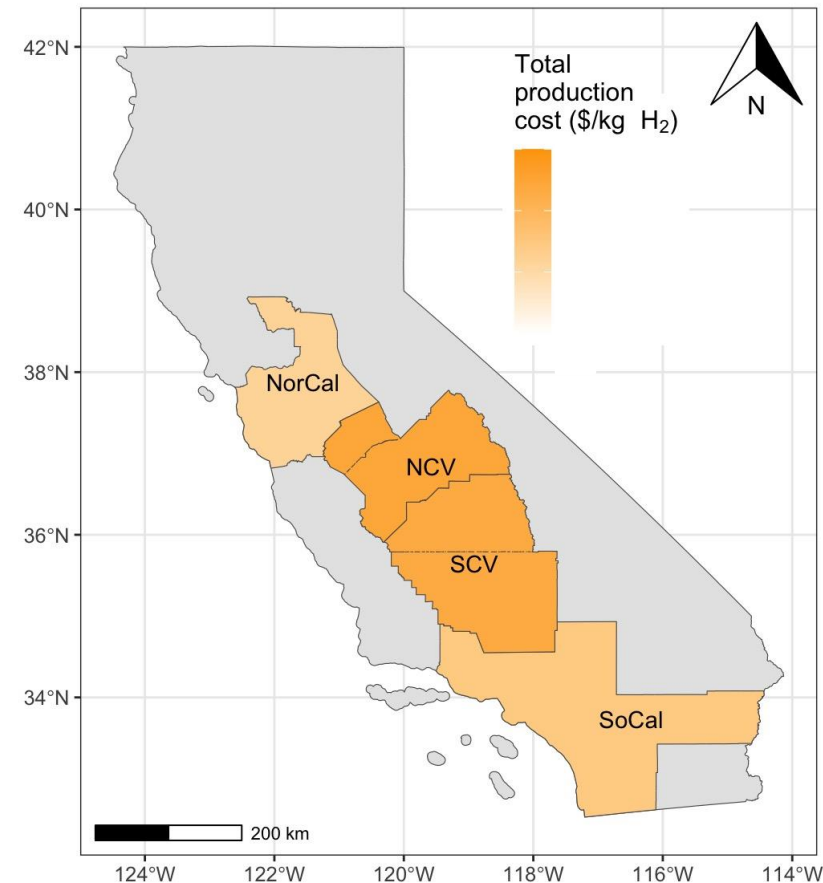 Total
production
cost ($/kg H₂)
N
42°N
40°N
38°N
36°N
34°N
NorCal
NCV
SCV
SoCal
200 km
124°W 122°W 120°W 118°W 116°W 114°W